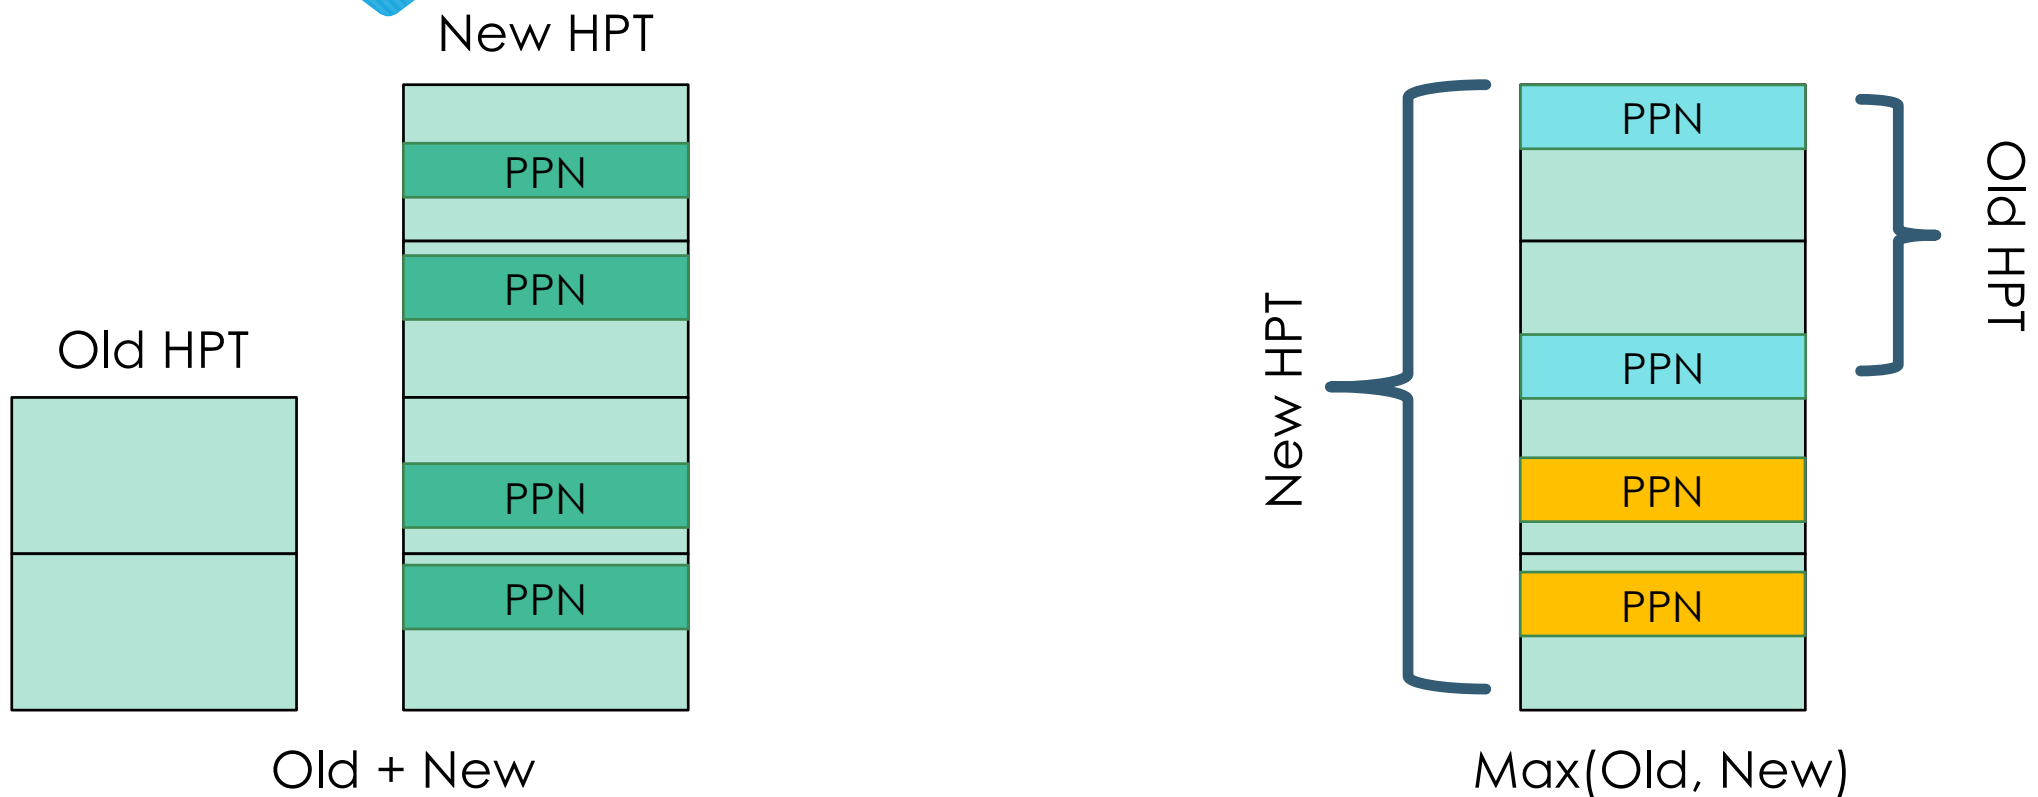 New HPT
PPN
PPN
PPN
PPN
Old HPT
Old + New
New HPT
PPN
PPN
PPN
PPN
Old HPT
Max(Old, New)